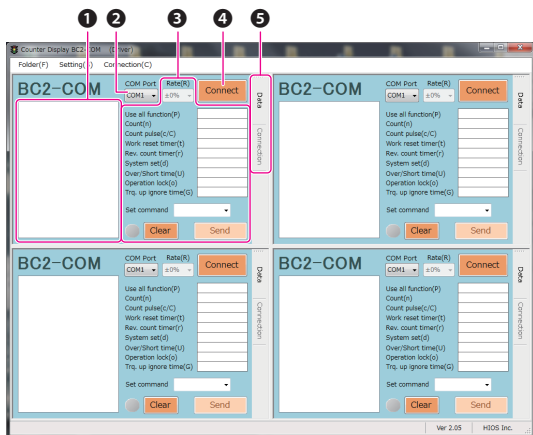 1 2 3 4 5
Counter Display BC2-COM (Driver)
Folder(F) Setting(S) Connection(C)
BC2-COM
COM Port Rate(R)
COM1 ±0%
Connect
Data
Connection
Use all function(P)
Count(n)
Count pulse(c/C)
Work reset timer(t)
Rev. count timer(r)
System set(d)
Over/Short time(U)
Operation lock(o)
Trq. up ignore time(G)
Set command
Clear Send
BC2-COM
COM Port Rate(R)
COM1 ±0%
Connect
Data
Connection
Use all function(P)
Count(n)
Count pulse(c/C)
Work reset timer(t)
Rev. count timer(r)
System set(d)
Over/Short time(U)
Operation lock(o)
Trq. up ignore time(G)
Set command
Clear Send
BC2-COM
COM Port Rate(R)
COM1 ±0%
Connect
Data
Connection
Use all function(P)
Count(n)
Count pulse(c/C)
Work reset timer(t)
Rev. count timer(r)
System set(d)
Over/Short time(U)
Operation lock(o)
Trq. up ignore time(G)
Set command
Clear Send
BC2-COM
COM Port Rate(R)
COM1 ±0%
Connect
Data
Connection
Use all function(P)
Count(n)
Count pulse(c/C)
Work reset timer(t)
Rev. count timer(r)
System set(d)
Over/Short time(U)
Operation lock(o)
Trq. up ignore time(G)
Set command
Clear Send
Ver 2.05 HIOS Inc.